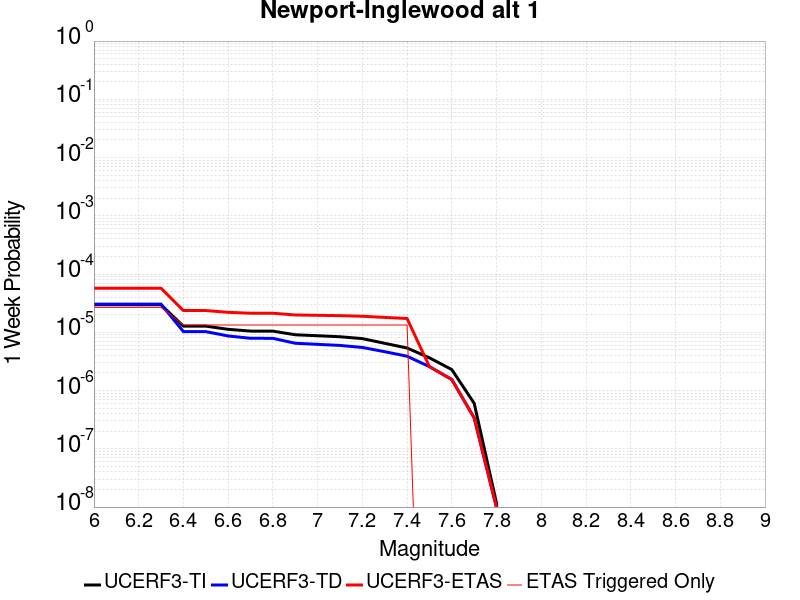 Newport-Inglewood alt 1
10^0
10^-1
10^-2
10^-3
10^-4
10^-5
10^-6
10^-7
10^-8
1 Week Probability
6 6.2 6.4 6.6 6.8 7 7.2 7.4 7.6 7.8 8 8.2 8.4 8.6 8.8 9
Magnitude
UCERF3-TI UCERF3-TD UCERF3-ETAS ETAS Triggered Only